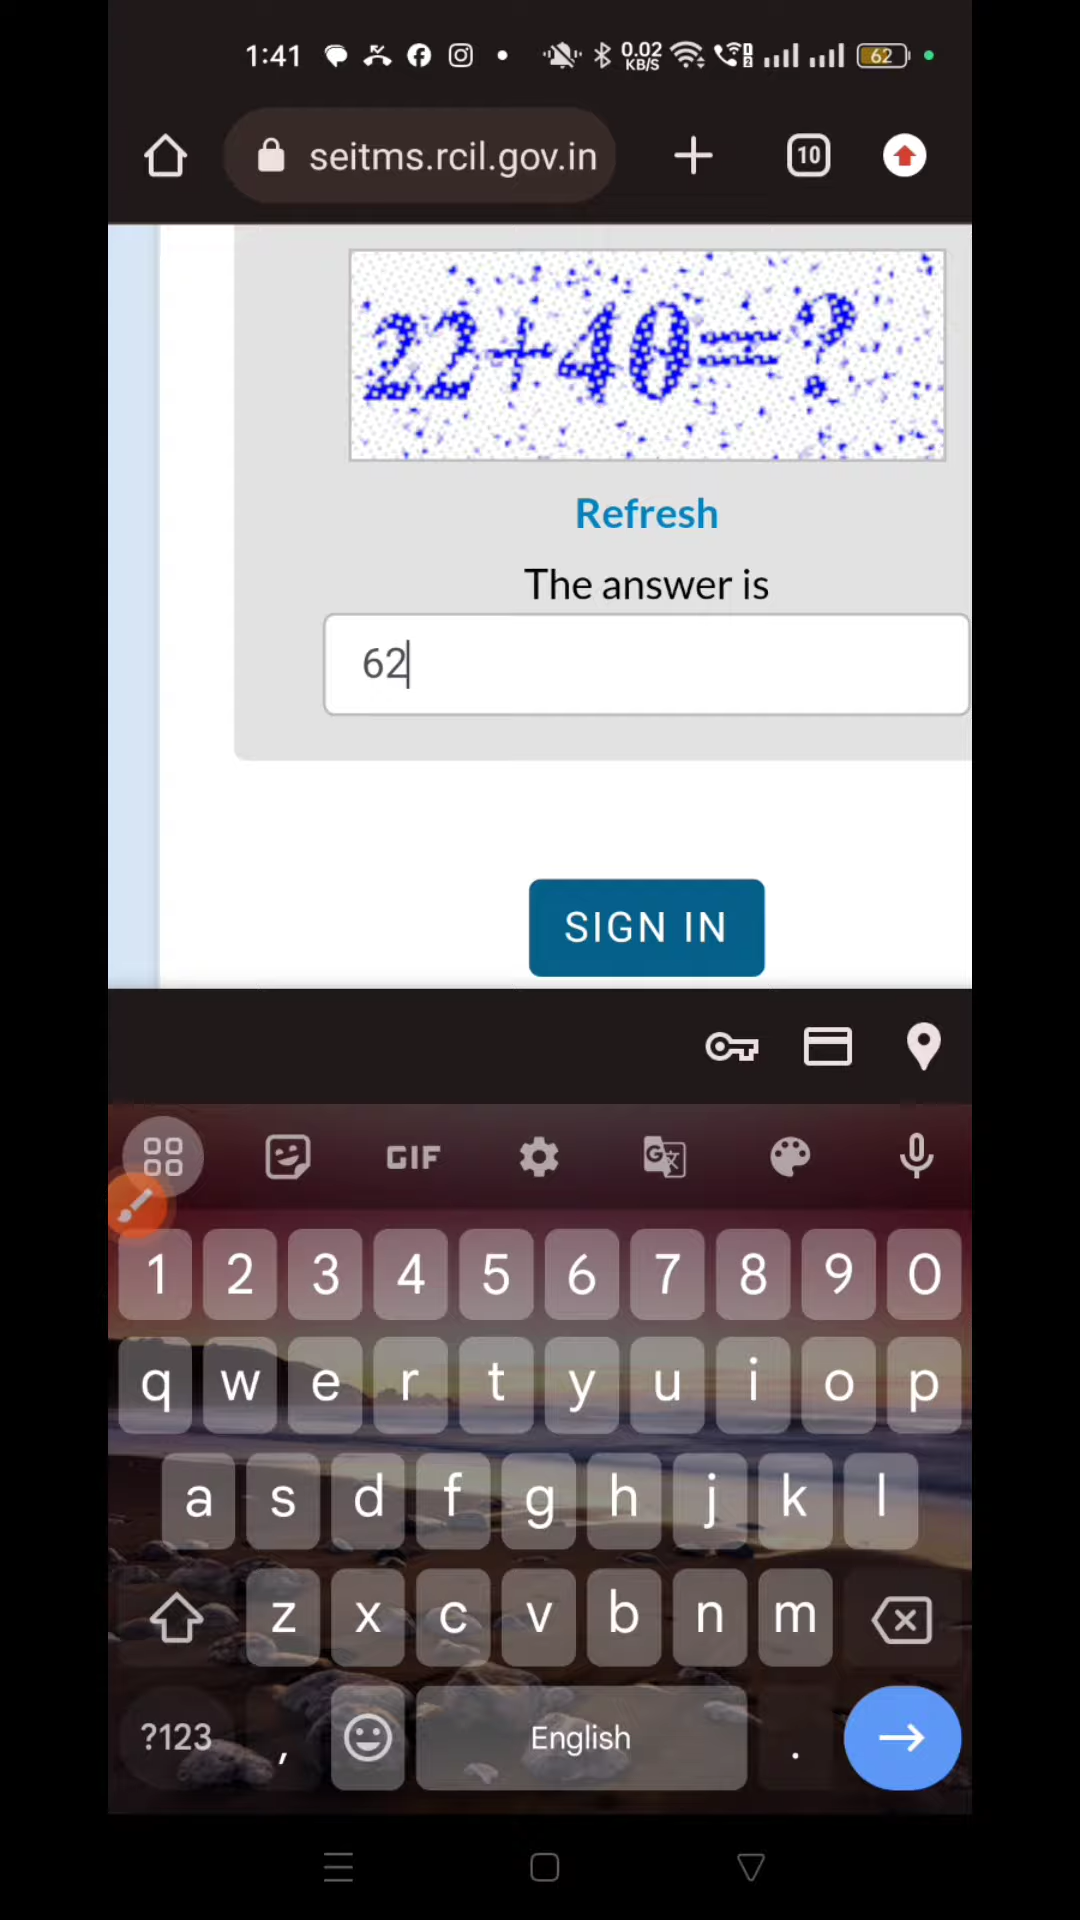 1:41 0.02 KB/S 62
seitms.rcil.gov.in 10
22+40=?
Refresh
The answer is
62
SIGN IN
GIF
1 2 3 4 5 6 7 8 9 0
q w e r t y u i o p
a s d f g h j k l
z x c v b n m
?123 , English .